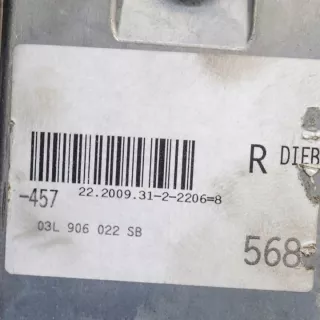 R DIEB
-457 22.2009.31-2-2206=8
03L 906 022 SB
568